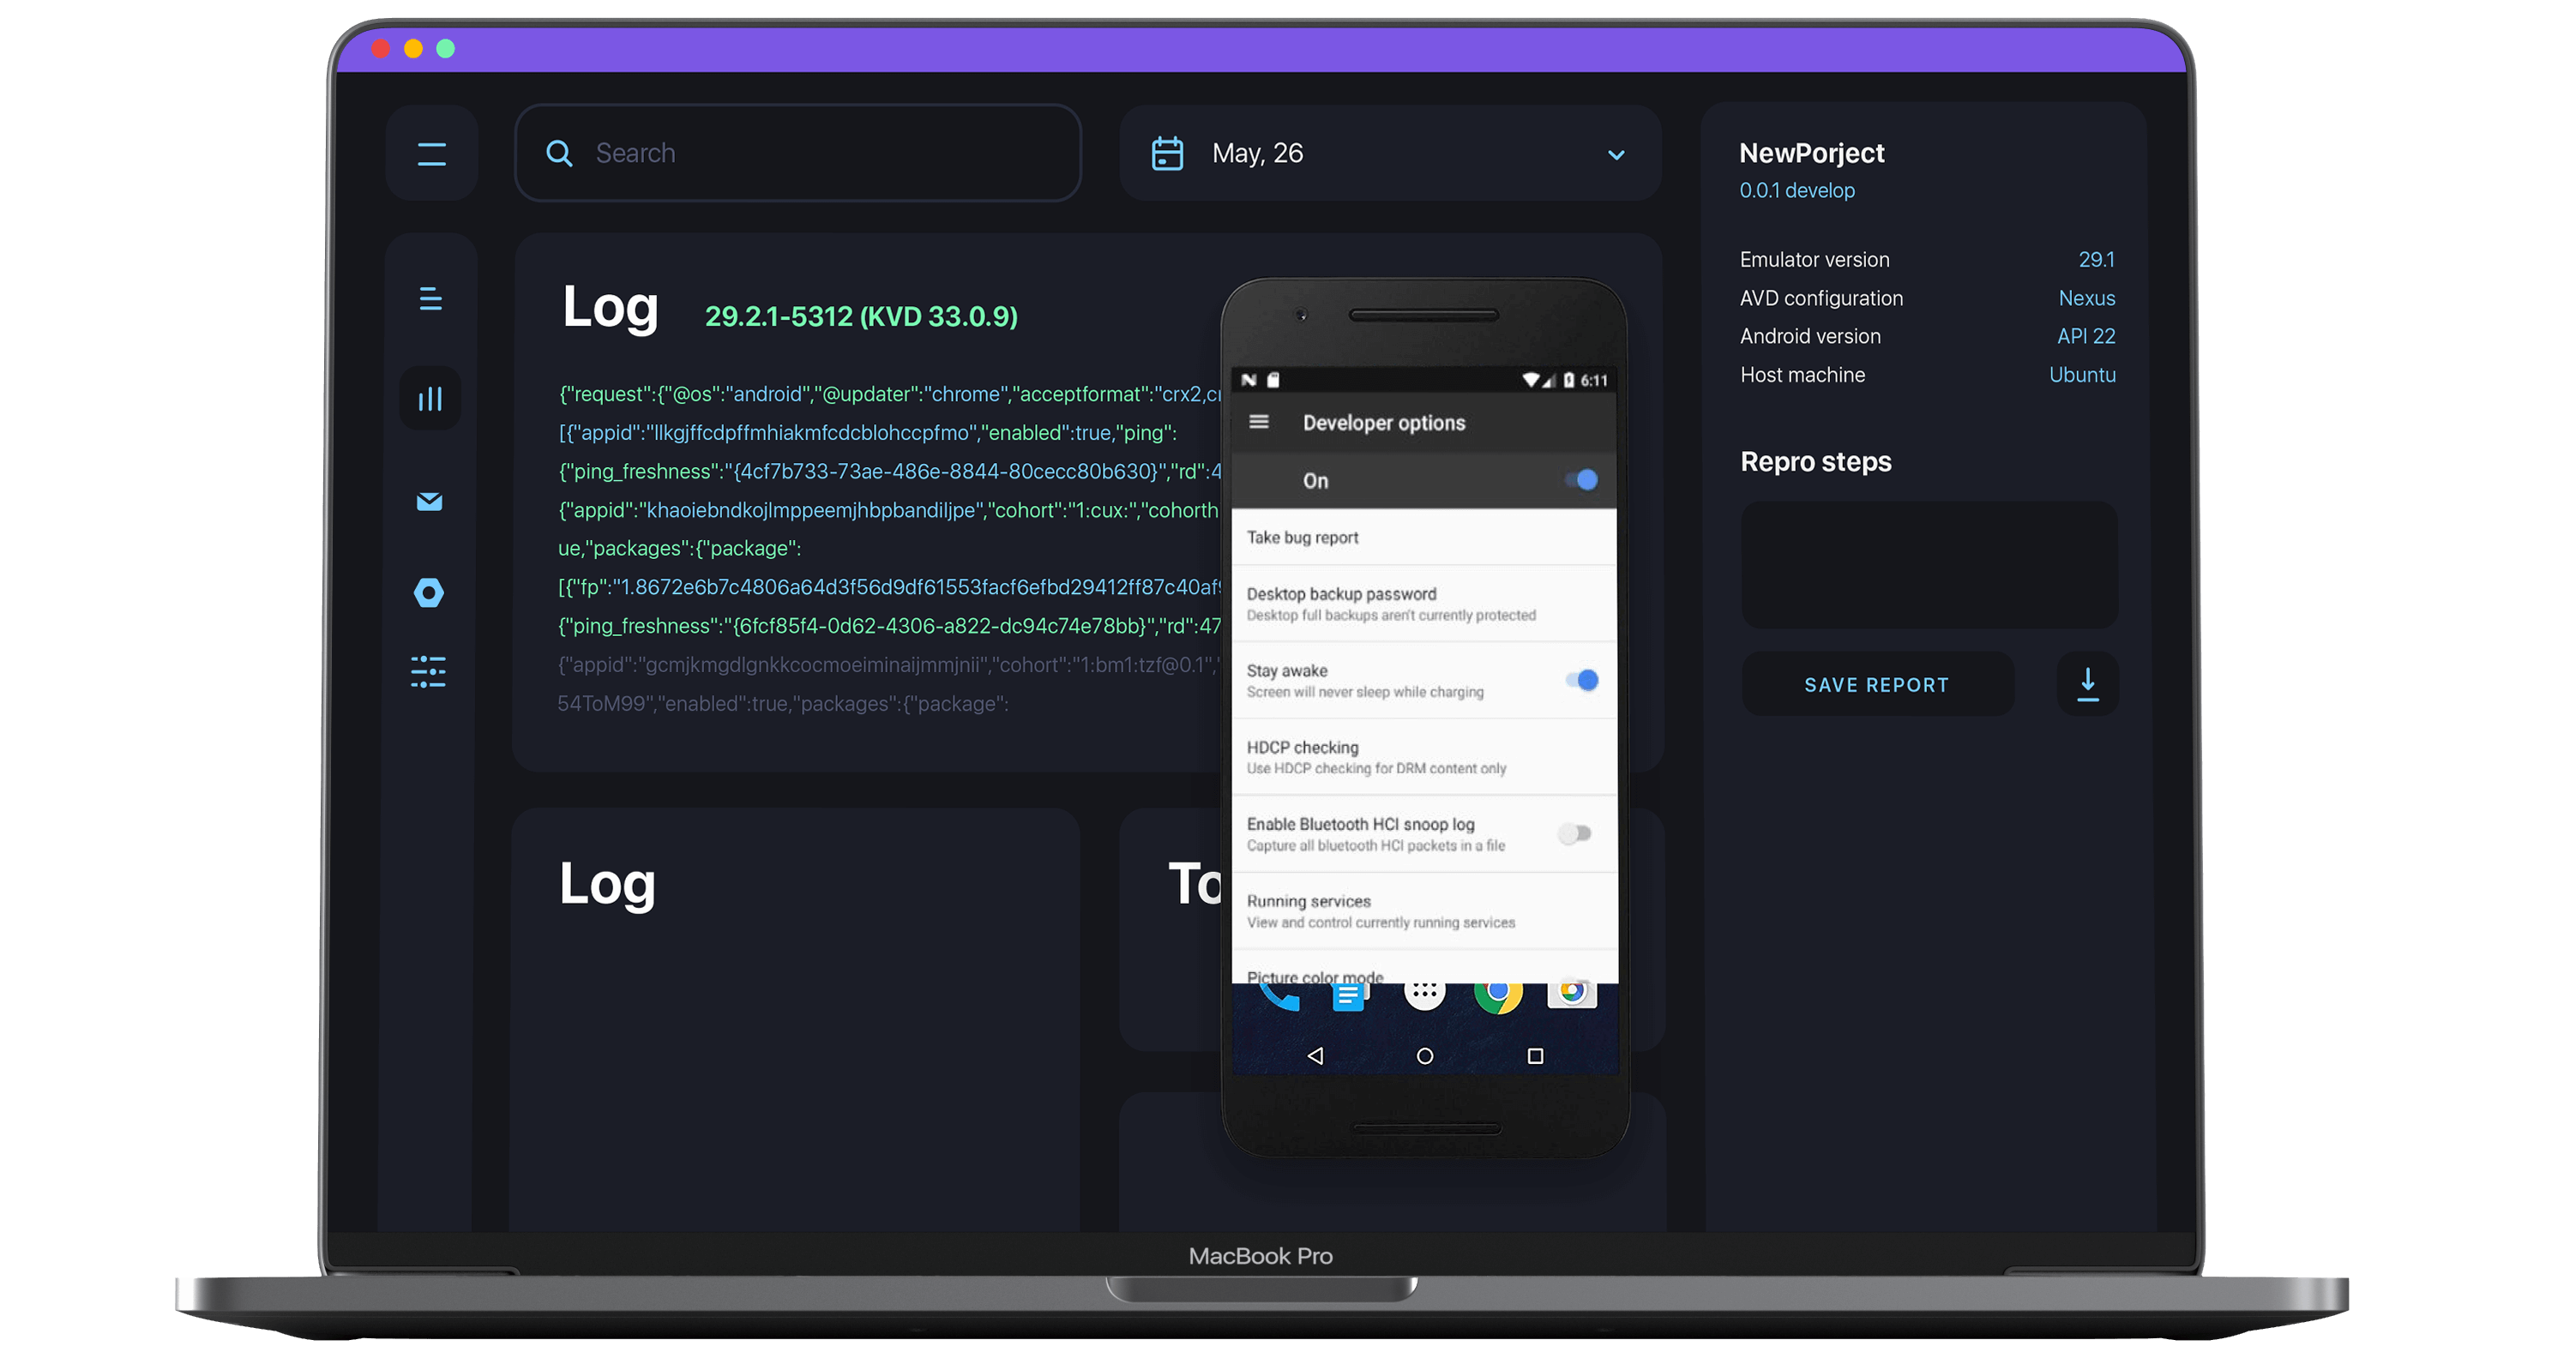 Search
May, 26
NewPorject
0.0.1 develop
Emulator version 29.1
AVD configuration Nexus
Android version API 22
Host machine Ubuntu
Repro steps
SAVE REPORT
Log 29.2.1-5312 (KVD 33.0.9)
{"request":{"@os":"android","@updater":"chrome","acceptformat":"crx2,cr
[{"appid":"llkgjffcdpffmhiakmfcdcblohccpfmo","enabled":true,"ping":
{"ping_freshness":"{4cf7b733-73ae-486e-8844-80cecc80b630}","rd":4
{"appid":"khaoiebndkojlmppeemjhbpbandiljpe","cohort":"1:cux:","cohorth
ue,"packages":{"package":
[{"fp":"1.8672e6b7c4806a64d3f56d9df61553facf6efbd29412ff87c40af9
{"ping_freshness":"{6fcf85f4-0d62-4306-a822-dc94c74e78bb}","rd":47
{"appid":"gcmjkmgdlgnkkcocmoeiminaijmmjnii","cohort":"1:bm1:tzf@0.1","
54ToM99","enabled":true,"packages":{"package":
6:11
Developer options
On
Take bug report
Desktop backup password
Desktop full backups aren't currently protected
Stay awake
Screen will never sleep while charging
HDCP checking
Use HDCP checking for DRM content only
Enable Bluetooth HCI snoop log
Capture all bluetooth HCI packets in a file
Running services
View and control currently running services
Picture color mode
Log
To
MacBook Pro